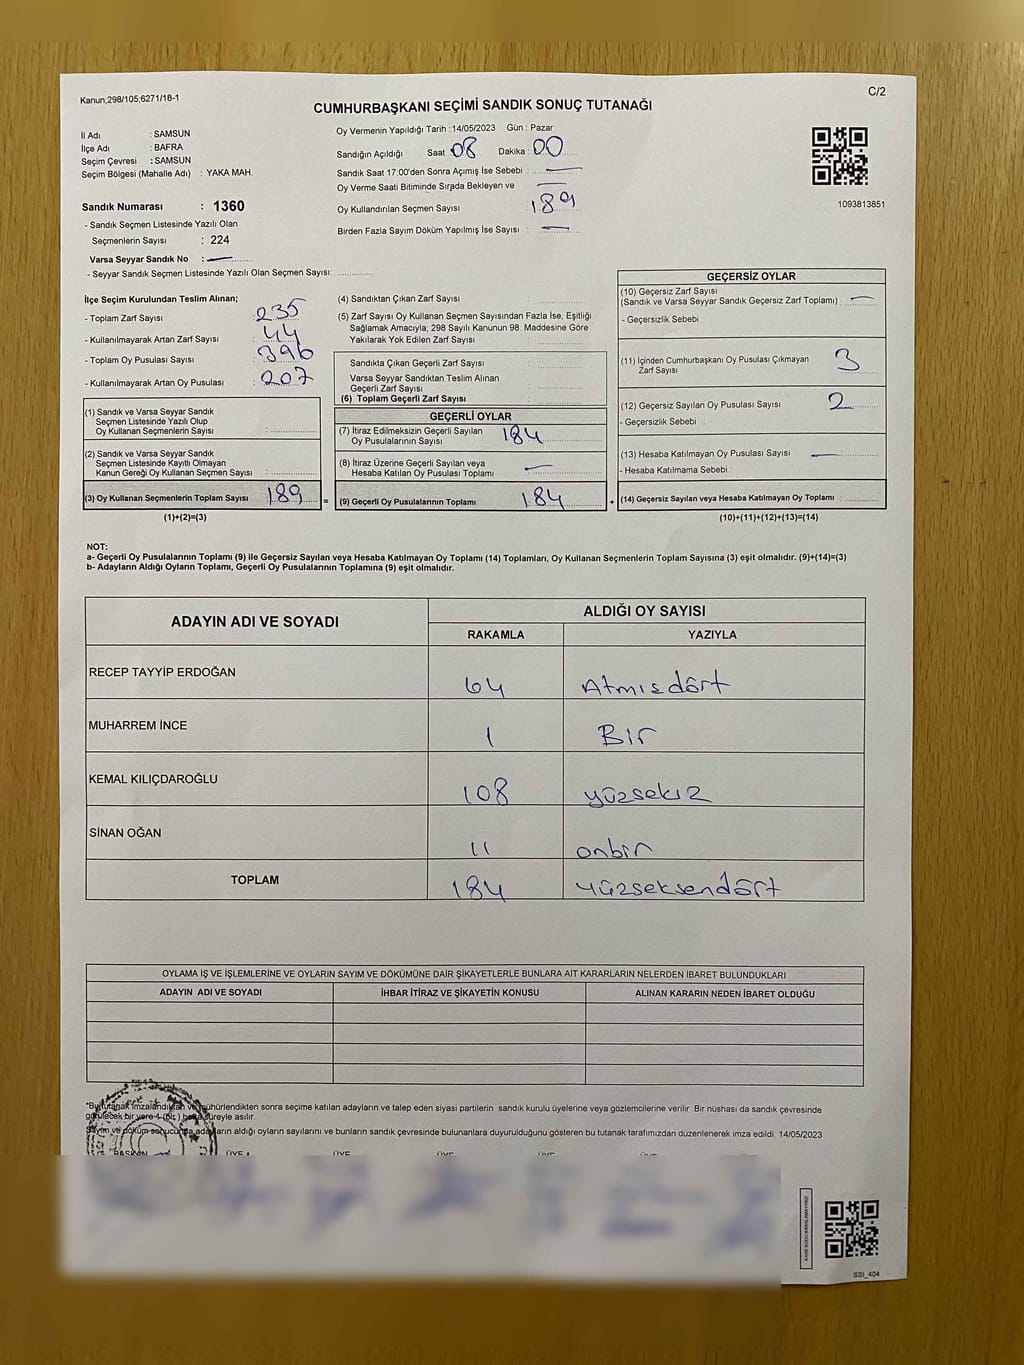 Kanun;298/105;6271/18-1
C/2
CUMHURBAŞKANI SEÇİMİ SANDIK SONUÇ TUTANAĞI
İl Adı : SAMSUN
İlçe Adı : BAFRA
Seçim Çevresi : SAMSUN
Seçim Bölgesi (Mahalle Adı) : YAKA MAH.
Oy Vermenin Yapıldığı Tarih :14/05/2023 Gün : Pazar
Sandığın Açıldığı Saat : 08 Dakika : 00
Sandık Saat 17:00'den Sonra Açımış İse Sebebi : —
Oy Verme Saati Bitiminde Sırada Bekleyen ve —
Oy Kullandırılan Seçmen Sayısı 189
Birden Fazla Sayım Döküm Yapılmış İse Sayısı : —
1093813851
Sandık Numarası : 1360
- Sandık Seçmen Listesinde Yazılı Olan
Seçmenlerin Sayısı : 224
Varsa Seyyar Sandık No : —
- Seyyar Sandık Seçmen Listesinde Yazılı Olan Seçmen Sayısı:
İlçe Seçim Kurulundan Teslim Alınan;
- Toplam Zarf Sayısı : 235
- Kullanılmayarak Artan Zarf Sayısı : 44
- Toplam Oy Pusulası Sayısı : 396
- Kullanılmayarak Artan Oy Pusulası : 207
(1) Sandık ve Varsa Seyyar Sandık
Seçmen Listesinde Yazılı Olup
Oy Kullanan Seçmenlerin Sayısı :
(2) Sandık ve Varsa Seyyar Sandık
Seçmen Listesinde Kayıtlı Olmayan
Kanun Gereği Oy Kullanan Seçmen Sayısı :
(3) Oy Kullanan Seçmenlerin Toplam Sayısı : 189 =
(1)+(2)=(3)
(4) Sandıktan Çıkan Zarf Sayısı :
(5) Zarf Sayısı Oy Kullanan Seçmen Sayısından Fazla İse, Eşitliği
Sağlamak Amacıyla, 298 Sayılı Kanunun 98. Maddesine Göre
Yakılarak Yok Edilen Zarf Sayısı :
Sandıkta Çıkan Geçerli Zarf Sayısı :
Varsa Seyyar Sandıktan Teslim Alınan
Geçerli Zarf Sayısı :
(6) Toplam Geçerli Zarf Sayısı :
GEÇERLİ OYLAR
(7) İtiraz Edilmeksizin Geçerli Sayılan
Oy Pusulalarının Sayısı : 184
(8) İtiraz Üzerine Geçerli Sayılan veya
Hesaba Katılan Oy Pusulası Toplamı : —
(9) Geçerli Oy Pusulalarının Toplamı : 184 +
GEÇERSİZ OYLAR
(10) Geçersiz Zarf Sayısı
(Sandık ve Varsa Seyyar Sandık Geçersiz Zarf Toplamı) : —
- Geçersizlik Sebebi :
(11) İçinden Cumhurbaşkanı Oy Pusulası Çıkmayan
Zarf Sayısı : 3
(12) Geçersiz Sayılan Oy Pusulası Sayısı : 2
- Geçersizlik Sebebi :
(13) Hesaba Katılmayan Oy Pusulası Sayısı : —
- Hesaba Katılmama Sebebi :
(14) Geçersiz Sayılan veya Hesaba Katılmayan Oy Toplamı :
(10)+(11)+(12)+(13)=(14)
NOT:
a- Geçerli Oy Pusulalarının Toplamı (9) ile Geçersiz Sayılan veya Hesaba Katılmayan Oy Toplamı (14) Toplamları, Oy Kullanan Seçmenlerin Toplam Sayısına (3) eşit olmalıdır. (9)+(14)=(3)
b- Adayların Aldığı Oyların Toplamı, Geçerli Oy Pusulalarının Toplamına (9) eşit olmalıdır.
ADAYIN ADI VE SOYADI
ALDIĞI OY SAYISI
RAKAMLA YAZIYLA
RECEP TAYYİP ERDOĞAN 64 Atmışdört
MUHARREM İNCE 1 Bir
KEMAL KILIÇDAROĞLU 108 yüzsekiz
SİNAN OĞAN 11 onbir
TOPLAM 184 yüzseksendört
OYLAMA İŞ VE İŞLEMLERİNE VE OYLARIN SAYIM VE DÖKÜMÜNE DAİR ŞİKAYETLERLE BUNLARA AİT KARARLARIN NELERDEN İBARET BULUNDUKLARI
ADAYIN ADI VE SOYADI İHBAR İTİRAZ VE ŞİKAYETİN KONUSU ALINAN KARARIN NEDEN İBARET OLDUĞU
"Bu tutanak imzalandıktan ve mühürlendikten sonra seçime katılan adayların ve talep eden siyasi partilerin sandık kurulu üyelerine veya gözlemcilerine verilir .Bir nüshası da sandık çevresinde
görülecek bir yere 1 (bir) hafta süreyle asılır.
Sayım ve döküm sonucunda adayların aldığı oyların sayılarını ve bunların sandık çevresinde bulunanlara duyurulduğunu gösteren bu tutanak tarafımızdan düzenlenerek imza edildi. 14/05/2023
BAŞKAN ÜYE ÜYE ÜYE ÜYE ÜYE
SSI_404